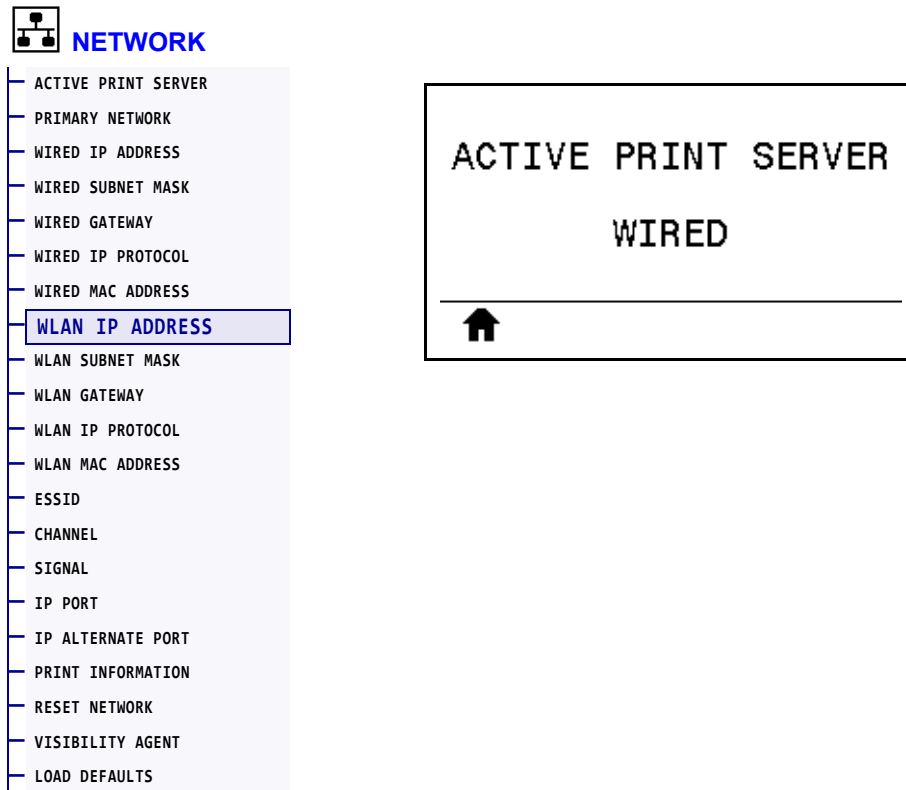 NETWORK
ACTIVE PRINT SERVER
PRIMARY NETWORK
WIRED IP ADDRESS
WIRED SUBNET MASK
WIRED GATEWAY
WIRED IP PROTOCOL
WIRED MAC ADDRESS
WLAN IP ADDRESS
WLAN SUBNET MASK
WLAN GATEWAY
WLAN IP PROTOCOL
WLAN MAC ADDRESS
ESSID
CHANNEL
SIGNAL
IP PORT
IP ALTERNATE PORT
PRINT INFORMATION
RESET NETWORK
VISIBILITY AGENT
LOAD DEFAULTS
ACTIVE PRINT SERVER
WIRED